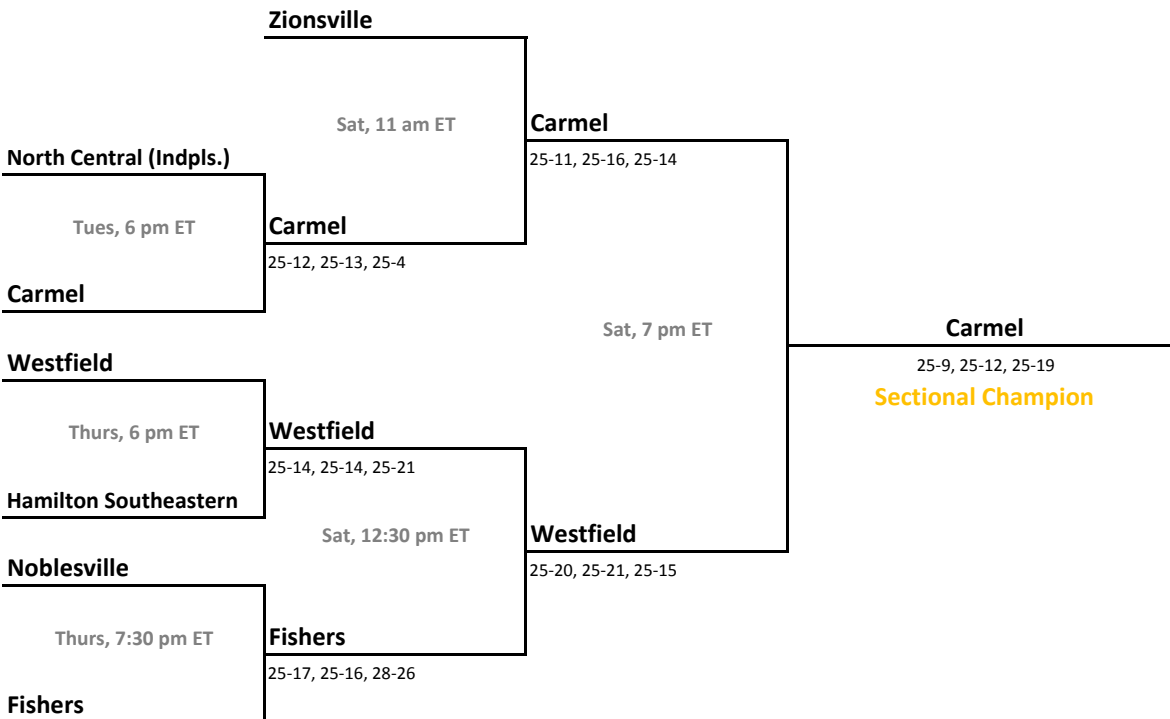 Zionsville
Sat, 11 am ET
Carmel
North Central (Indpls.)
25-11, 25-16, 25-14
Tues, 6 pm ET
Carmel
25-12, 25-13, 25-4
Carmel
Sat, 7 pm ET
Carmel
Westfield
25-9, 25-12, 25-19
Sectional Champion
Thurs, 6 pm ET
Westfield
25-14, 25-14, 25-21
Hamilton Southeastern
Sat, 12:30 pm ET
Westfield
Noblesville
25-20, 25-21, 25-15
Thurs, 7:30 pm ET
Fishers
25-17, 25-16, 28-26
Fishers